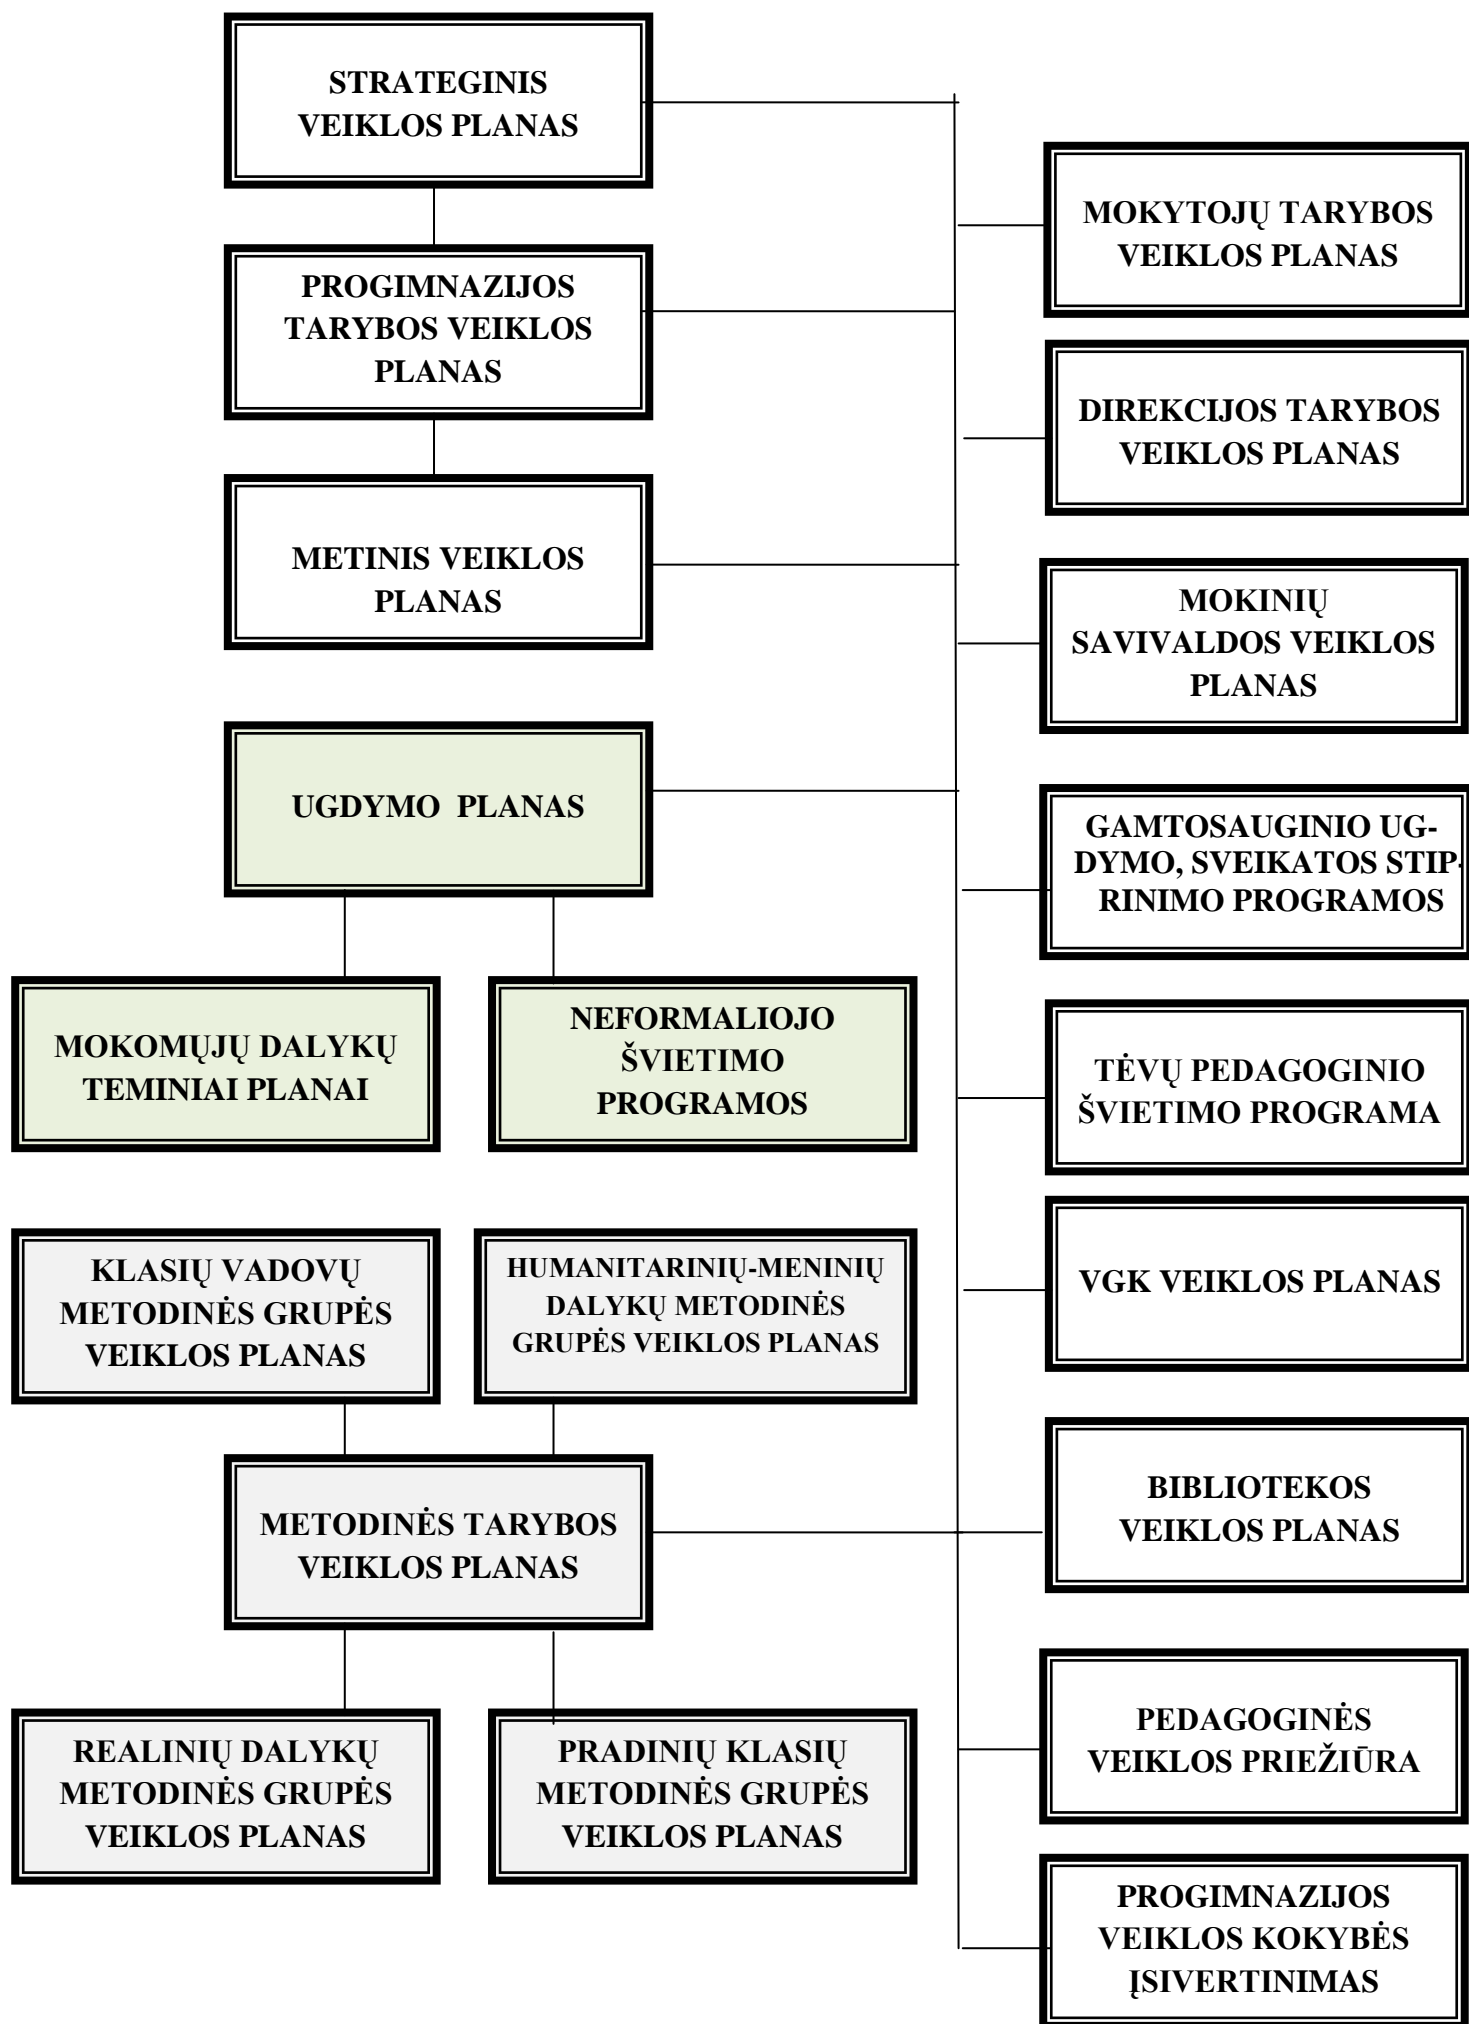 STRATEGINIS
VEIKLOS PLANAS
PROGIMNAZIJOS
TARYBOS VEIKLOS
PLANAS
METINIS VEIKLOS
PLANAS
UGDYMO PLANAS
MOKOMŲJŲ DALYKŲ
TEMINIAI PLANAI
NEFORMALIOJO
ŠVIETIMO
PROGRAMOS
KLASIŲ VADOVŲ
METODINĖS GRUPĖS
VEIKLOS PLANAS
HUMANITARINIŲ-MENINIŲ
DALYKŲ METODINĖS
GRUPĖS VEIKLOS PLANAS
METODINĖS TARYBOS
VEIKLOS PLANAS
REALINIŲ DALYKŲ
METODINĖS GRUPĖS
VEIKLOS PLANAS
PRADINIŲ KLASIŲ
METODINĖS GRUPĖS
VEIKLOS PLANAS
MOKYTOJŲ TARYBOS
VEIKLOS PLANAS
DIREKCIJOS TARYBOS
VEIKLOS PLANAS
MOKINIŲ
SAVIVALDOS VEIKLOS
PLANAS
GAMTOSAUGINIO UG-
DYMO, SVEIKATOS STIP-
RINIMO PROGRAMOS
TĖVŲ PEDAGOGINIO
ŠVIETIMO PROGRAMA
VGK VEIKLOS PLANAS
BIBLIOTEKOS
VEIKLOS PLANAS
PEDAGOGINĖS
VEIKLOS PRIEŽIŪRA
PROGIMNAZIJOS
VEIKLOS KOKYBĖS
ĮSIVERTINIMAS